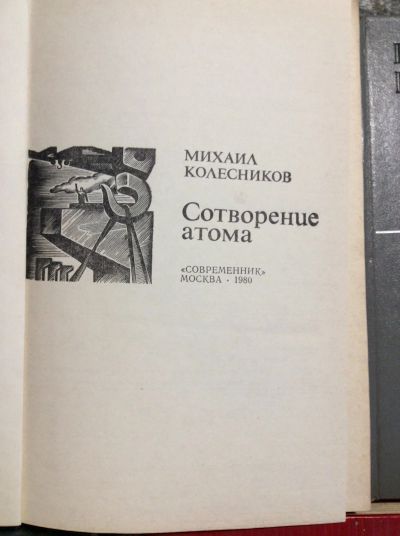 МИХАИЛ
КОЛЕСНИКОВ
Сотворение
атома
«СОВРЕМЕННИК»
МОСКВА · 1980